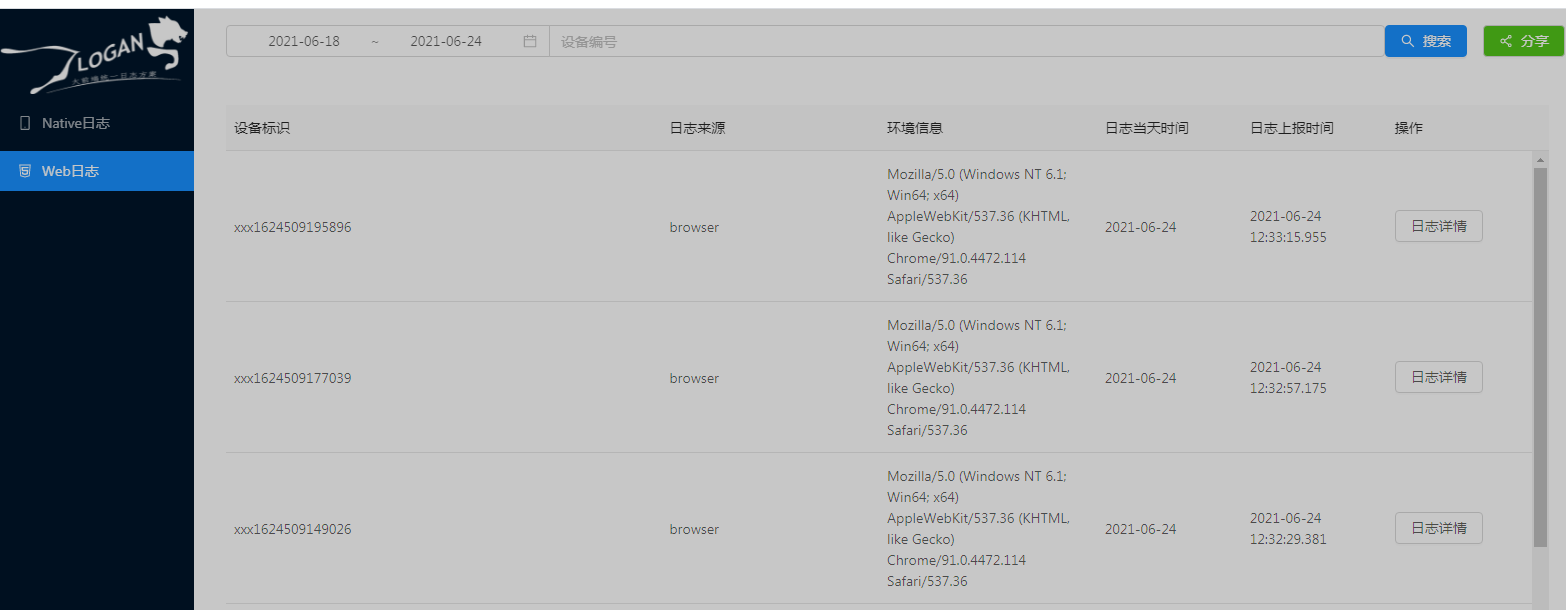 LOGAN
大前端统一日志方案
Native日志
Web日志
2021-06-18 ~ 2021-06-24 设备编号 搜索 分享
设备标识 日志来源 环境信息 日志当天时间 日志上报时间 操作
xxx1624509195896 browser
Mozilla/5.0 (Windows NT 6.1;
Win64; x64)
AppleWebKit/537.36 (KHTML,
like Gecko)
Chrome/91.0.4472.114
Safari/537.36
2021-06-24
2021-06-24
12:33:15.955
日志详情
xxx1624509177039 browser
Mozilla/5.0 (Windows NT 6.1;
Win64; x64)
AppleWebKit/537.36 (KHTML,
like Gecko)
Chrome/91.0.4472.114
Safari/537.36
2021-06-24
2021-06-24
12:32:57.175
日志详情
xxx1624509149026 browser
Mozilla/5.0 (Windows NT 6.1;
Win64; x64)
AppleWebKit/537.36 (KHTML,
like Gecko)
Chrome/91.0.4472.114
Safari/537.36
2021-06-24
2021-06-24
12:32:29.381
日志详情